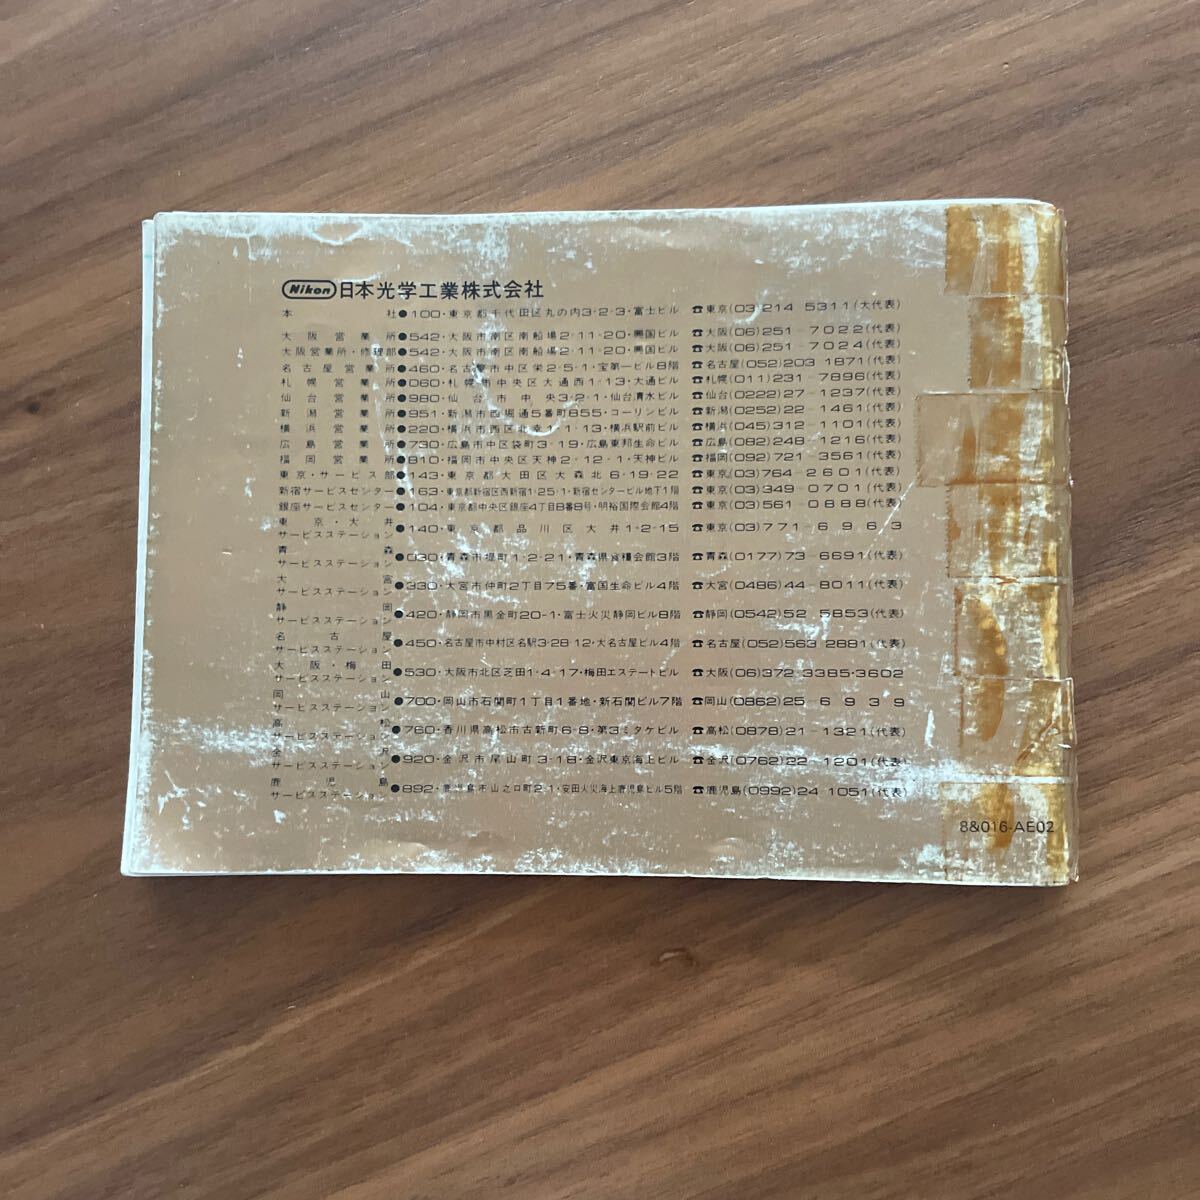 Nikon 日本光学工業株式会社
本社●100・東京都千代田区丸の内3-2-3・富士ビル ☎東京(03)214-5311(大代表)
大阪営業所●542・大阪市南区南船場2-11-20・興国ビル ☎大阪(06)251-7022(代表)
大阪営業所・修理部●542・大阪市南区南船場2-11-20・興国ビル ☎大阪(06)251-7024(代表)
名古屋営業所●460・名古屋市中区栄2-5-1・宝第一ビル8階 ☎名古屋(052)203-1871(代表)
札幌営業所●060・札幌市中央区大通西1-13・大通ビル ☎札幌(011)231-7896(代表)
仙台営業所●980・仙台市中央3-2-1・仙台清水ビル ☎仙台(0222)27-1237(代表)
新潟営業所●951・新潟市西堀通5番町855・コーリンビル ☎新潟(0252)22-1461(代表)
横浜営業所●220・横浜市西区北幸1-1-13・横浜駅前ビル ☎横浜(045)312-1101(代表)
広島営業所●730・広島市中区袋町3-19・広島東邦生命ビル ☎広島(082)248-1216(代表)
福岡営業所●810・福岡市中央区天神2-12-1・天神ビル ☎福岡(092)721-3561(代表)
東京・サービス部●143・東京都大田区大森北6-19-22 ☎東京(03)764-2601(代表)
新宿サービスセンター●163・東京都新宿区西新宿1-25-1・新宿センタービル地下1階 ☎東京(03)349-0701(代表)
銀座サービスセンター●104・東京都中央区銀座4丁目8番8号・明裕国際会館4階 ☎東京(03)561-0888(代表)
東京・大井
サービスステーション●140・東京都品川区大井1-2-15 ☎東京(03)771-6963
青森
サービスステーション●030・青森市堤町1-2-21・青森県食糧会館3階 ☎青森(0177)73-6691(代表)
大宮
サービスステーション●330・大宮市仲町2丁目75番・富国生命ビル4階 ☎大宮(0486)44-8011(代表)
静岡
サービスステーション●420・静岡市黒金町20-1・富士火災静岡ビル8階 ☎静岡(0542)52-5853(代表)
名古屋
サービスステーション●450・名古屋市中村区名駅3-28-12・大名古屋ビル4階 ☎名古屋(052)563-2881(代表)
大阪・梅田
サービスステーション●530・大阪市北区芝田1-4-17・梅田エステートビル ☎大阪(06)372-3385・3602
岡山
サービスステーション●700・岡山市石関町1丁目1番地・新石関ビル7階 ☎岡山(0862)25-6939
高松
サービスステーション●760・香川県高松市古新町6-8・第3ミタケビル ☎高松(0878)21-1321(代表)
金沢
サービスステーション●920・金沢市尾山町3-18・金沢東京海上ビル ☎金沢(0762)22-1201(代表)
鹿児島
サービスステーション●892・鹿児島市山之口町2-1・安田火災海上鹿児島ビル5階 ☎鹿児島(0992)24-1051(代表)
8&016-AE02